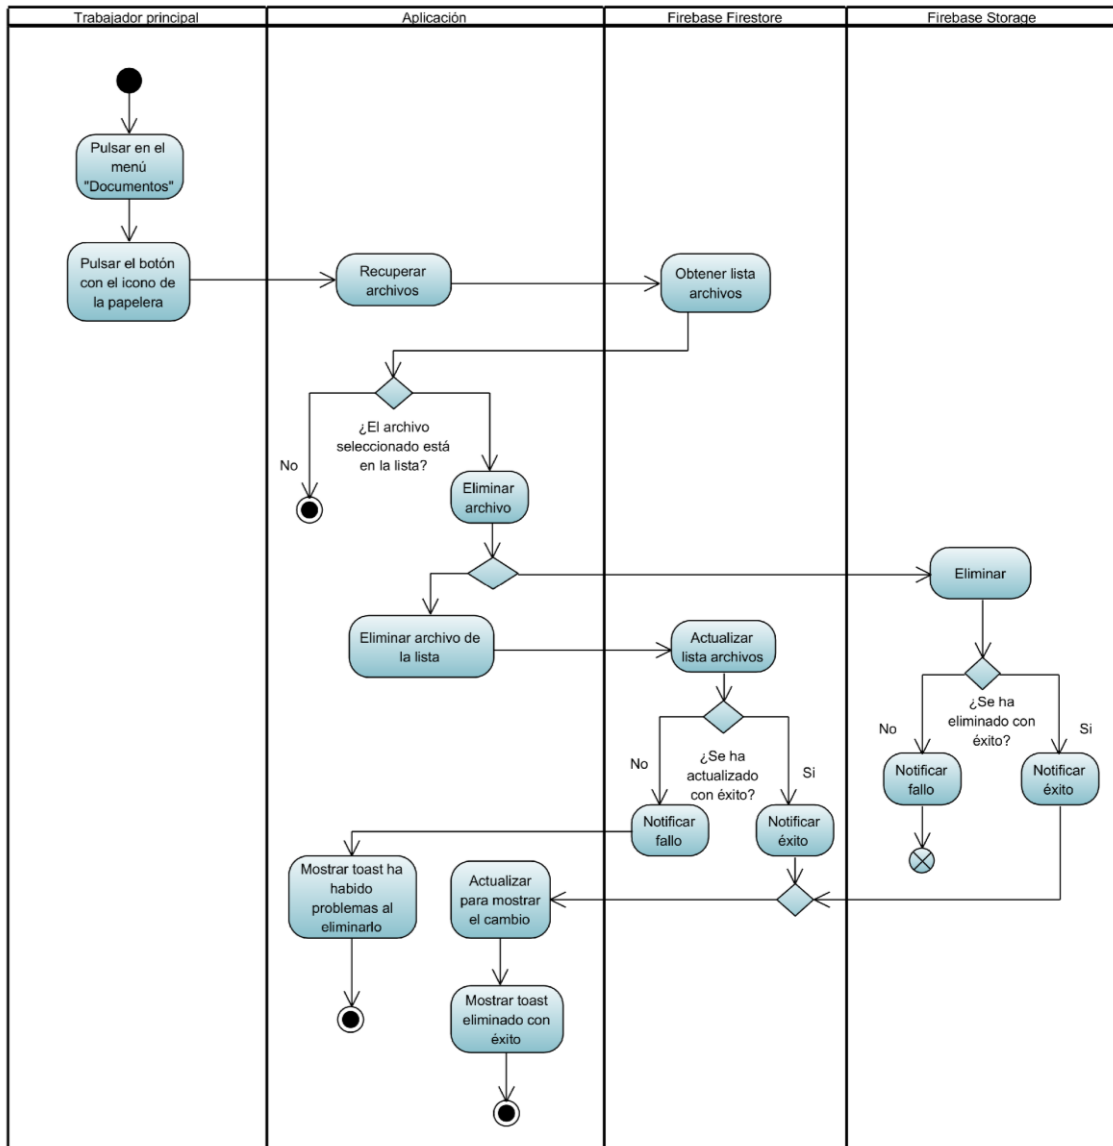 Trabajador principal
Aplicación
Firebase Firestore
Firebase Storage
Pulsar en el
menú
"Documentos"
Pulsar el botón
con el icono de
la papelera
Recuperar
archivos
Obtener lista
archivos
¿El archivo
seleccionado está
en la lista?
No
Eliminar
archivo
Eliminar
Eliminar archivo de
la lista
Actualizar
lista archivos
¿Se ha
eliminado con
éxito?
No
Si
¿Se ha
actualizado
con éxito?
No
Si
Notificar
fallo
Notificar
éxito
Notificar
fallo
Notificar
éxito
Mostrar toast ha
habido
problemas al
eliminarlo
Actualizar
para mostrar
el cambio
Mostrar toast
eliminado con
éxito